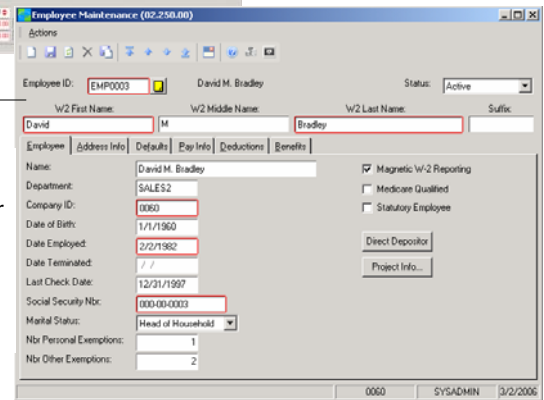 Employee Maintenance (02.250.00)
Actions
Employee ID: EMP0003 David M. Bradley Status: Active
W2 First Name: W2 Middle Name: W2 Last Name: Suffix:
David M Bradley
Employee Address Info Defaults Pay Info Deductions Benefits
Name: David M. Bradley Magnetic W-2 Reporting
Department: SALES2 Medicare Qualified
Company ID: 0060 Statutory Employee
Date of Birth: 1/1/1960
Date Employed: 2/2/1982 Direct Depositor
Date Terminated: / / Project Info...
Last Check Date: 12/31/1997
Social Security Nbr: 000-00-0003
Marital Status: Head of Household
Nbr Personal Exemptions: 1
Nbr Other Exemptions: 2
0060 SYSADMIN 3/2/2006